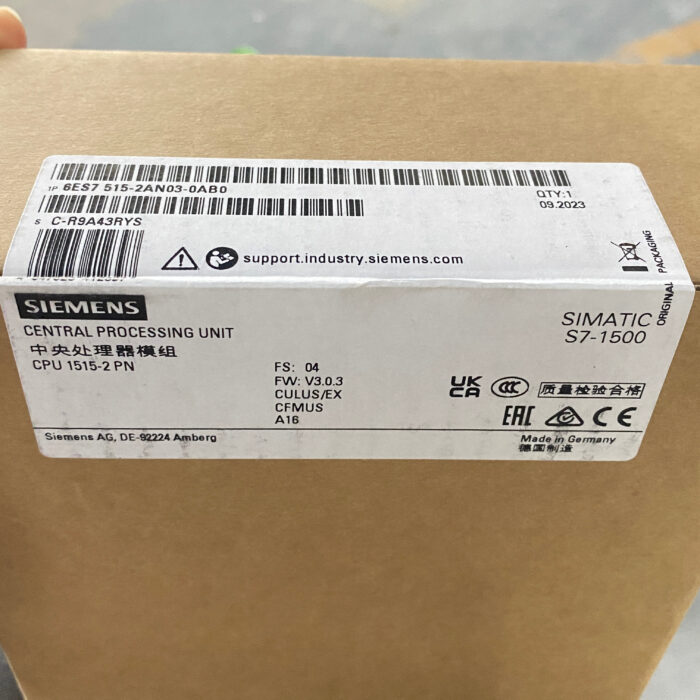 1P 6ES7 515-2AN03-0AB0
QTY:1
09.2023
S C-R9A43RYS
support.industry.siemens.com
ORIGINAL PACKAGING
SIEMENS
CENTRAL PROCESSING UNIT
中央处理器模组
CPU 1515-2 PN
SIMATIC
S7-1500
FS: 04
FW: V3.0.3
CULUS/EX
CFMUS
A16
UK
CA
CCC
质量检验合格
EAC
CE
Siemens AG, DE-92224 Amberg
Made in Germany
德国制造